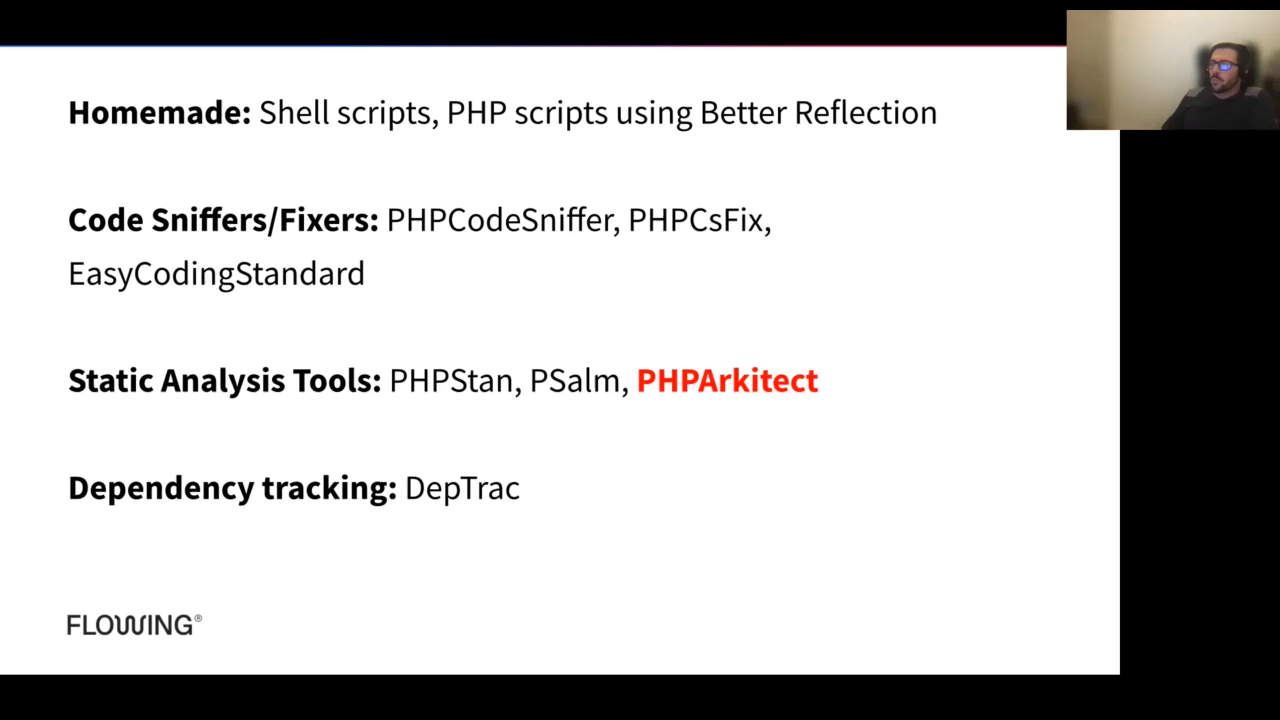 Homemade: Shell scripts, PHP scripts using Better Reflection
Code Sniffers/Fixers: PHPCodeSniffer, PHPCsFix,
EasyCodingStandard
Static Analysis Tools: PHPStan, PSalm, PHPArkitect
Dependency tracking: DepTrac
FLOWING®